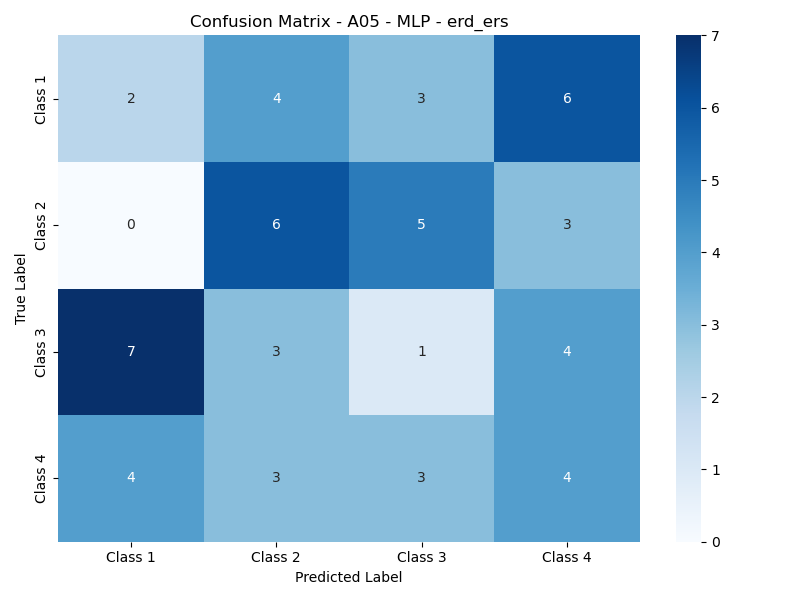 Confusion Matrix - A05 - MLP - erd_ers
True Label
Class 1
2 4 3 6
Class 2
0 6 5 3
Class 3
7 3 1 4
Class 4
4 3 3 4
Class 1 Class 2 Class 3 Class 4
Predicted Label
7
6
5
4
3
2
1
0